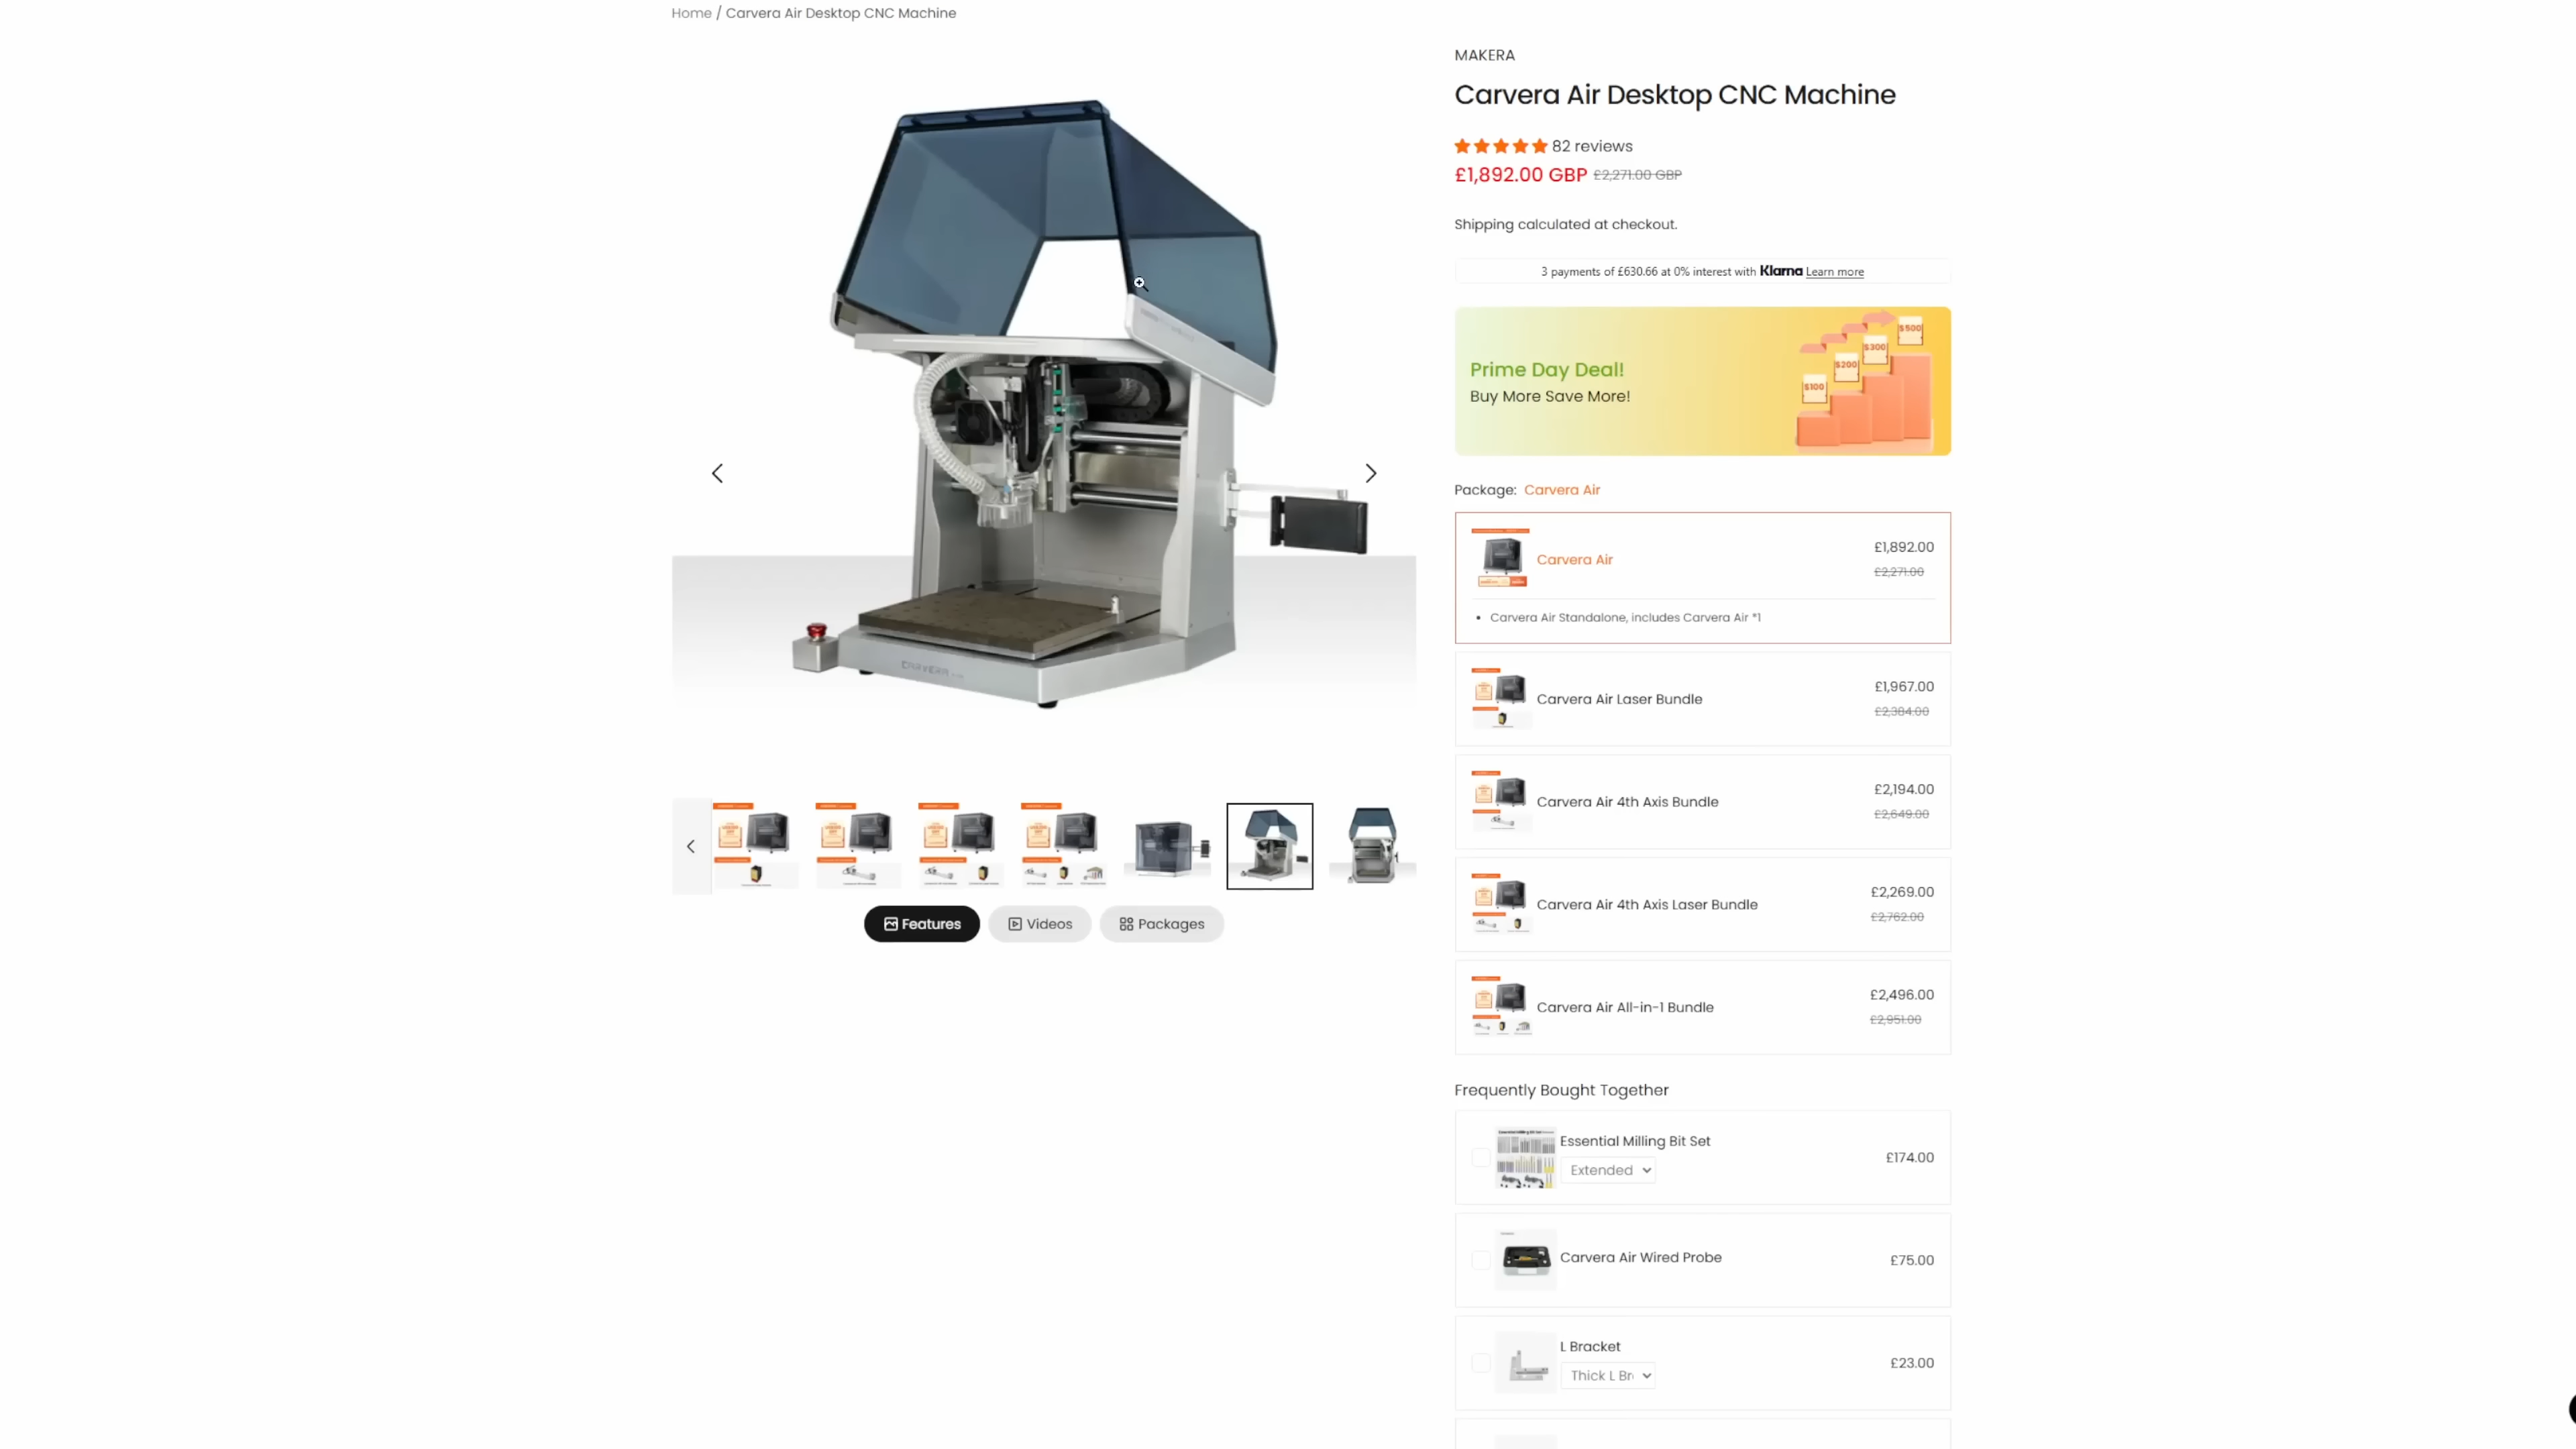 Home / Carvera Air Desktop CNC Machine
MAKERA
Carvera Air Desktop CNC Machine
82 reviews
£1,892.00 GBP £2,271.00 GBP
Shipping calculated at checkout.
3 payments of £630.66 at 0% interest with Klarna Learn more
Prime Day Deal!
Buy More Save More!
$100
$200
$300
$500
Package: Carvera Air
Carvera Air
£1,892.00
£2,271.00
• Carvera Air Standalone, includes Carvera Air *1
Carvera Air Laser Bundle
£1,967.00
£2,384.00
Carvera Air 4th Axis Bundle
£2,194.00
£2,649.00
Carvera Air 4th Axis Laser Bundle
£2,269.00
£2,762.00
Carvera Air All-in-1 Bundle
£2,496.00
£2,951.00
CARVERA
Features
Videos
Packages
Frequently Bought Together
Essential Milling Bit Set
Extended
£174.00
Carvera Air Wired Probe
£75.00
L Bracket
Thick L Br
£23.00